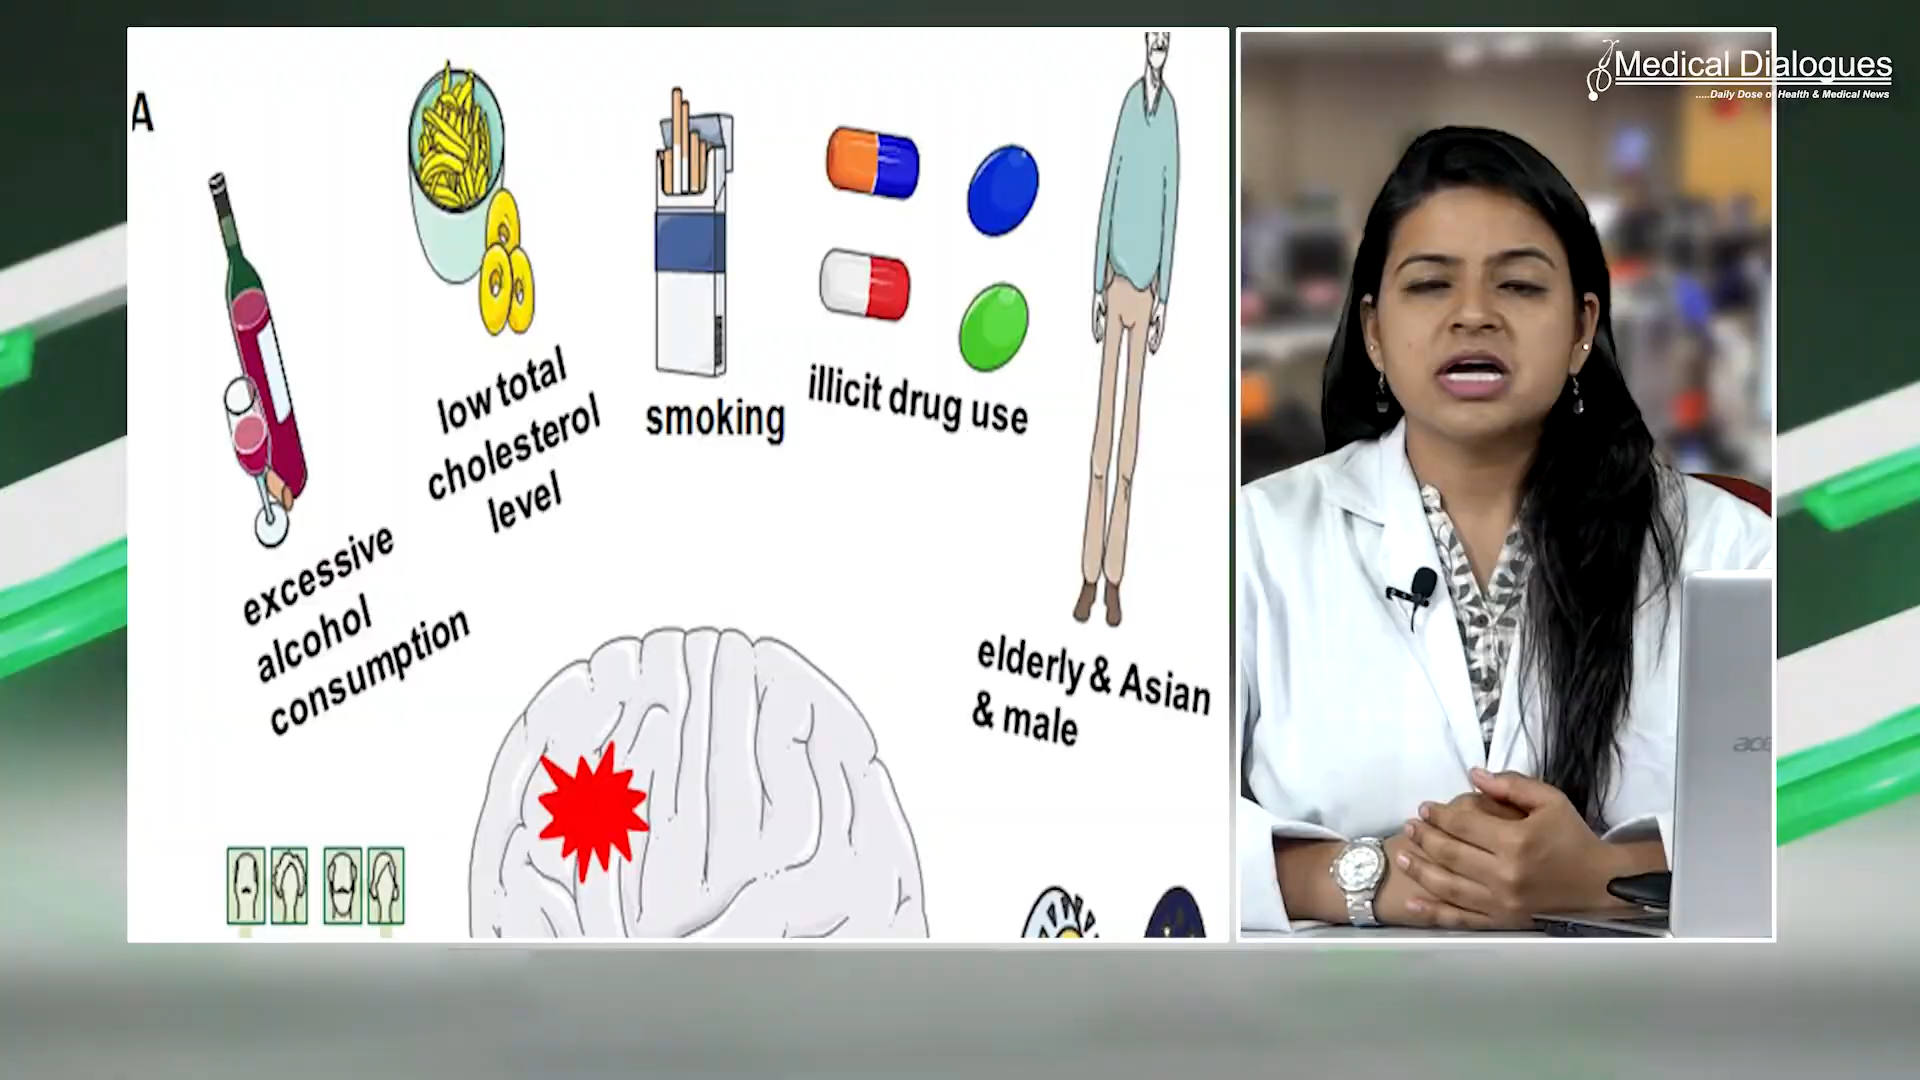 Medical Dialogues
.....Daily Dose of Health & Medical News
A
low total
cholesterol
level
smoking
illicit drug use
excessive
alcohol
consumption
elderly & Asian
& male
acer